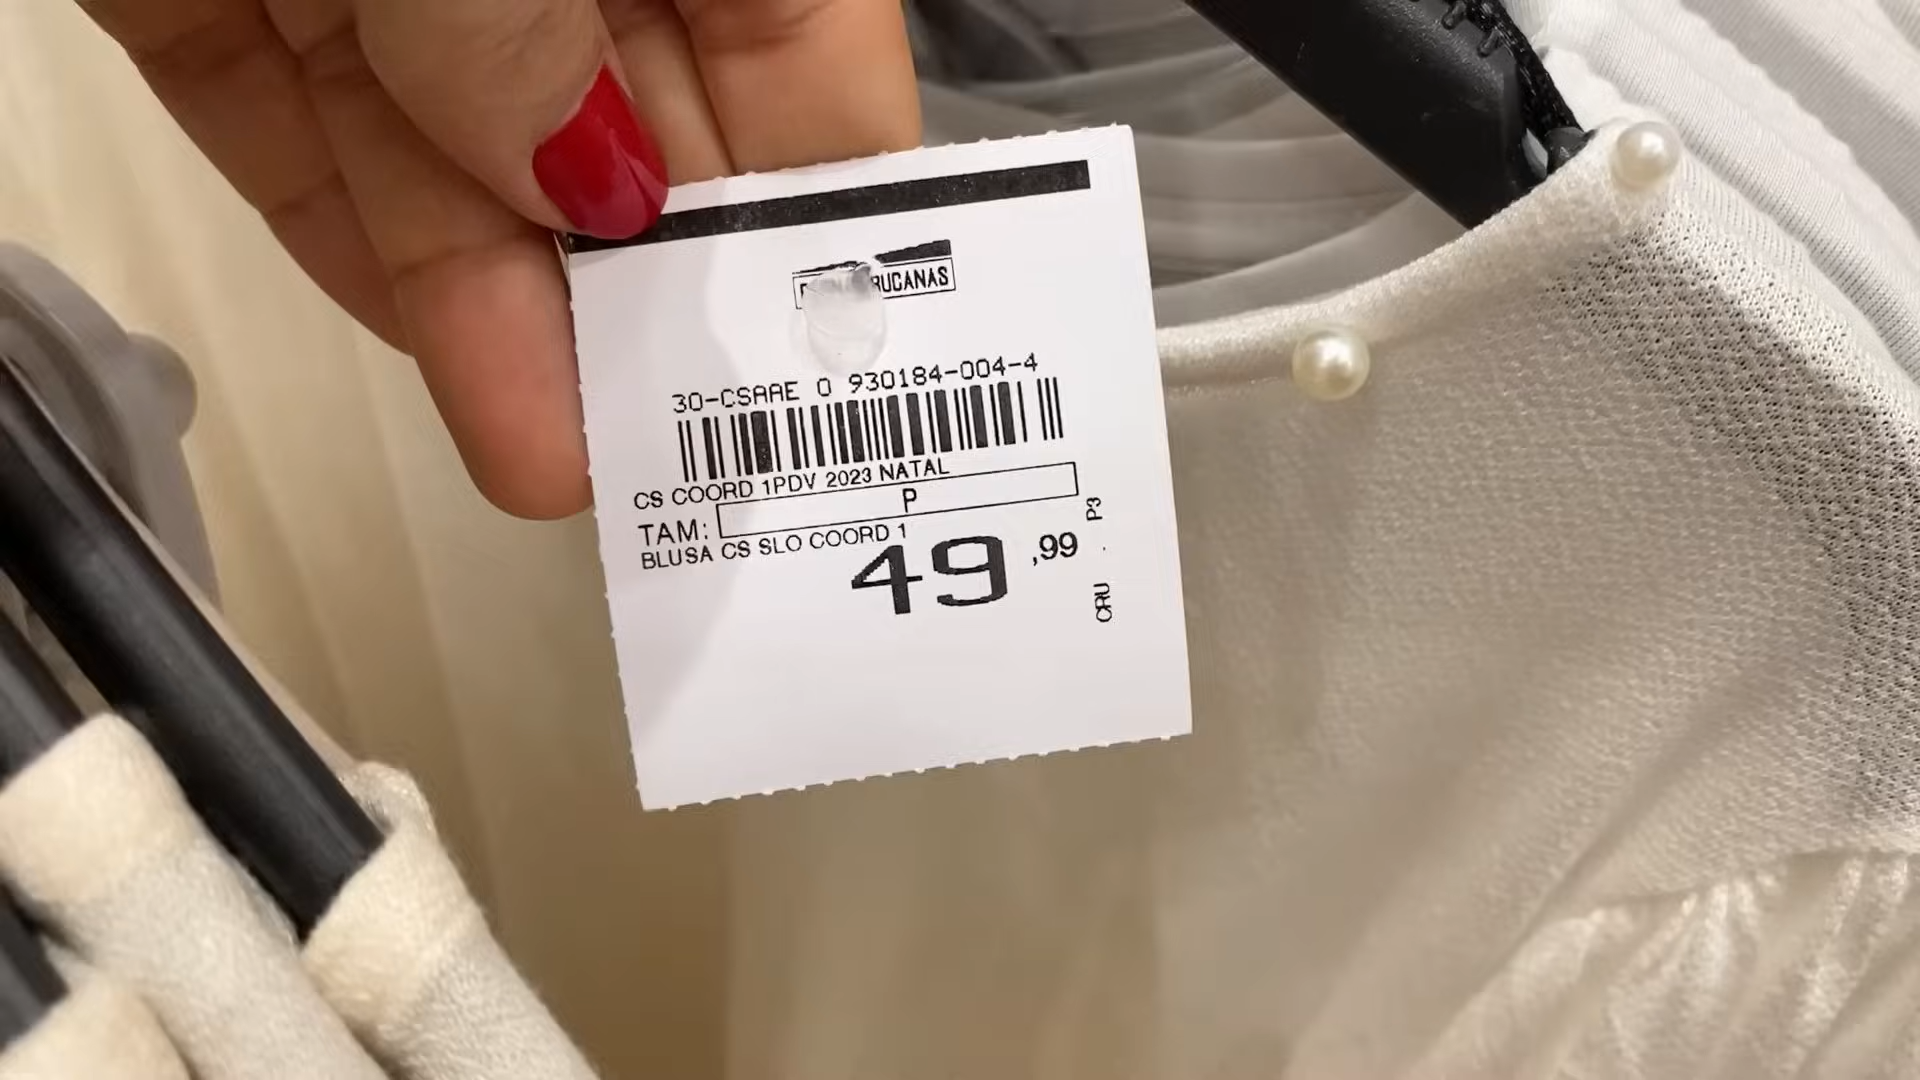 RUCANAS
30-CSAAE 0 930184-004-4
CS COORD 1PDV 2023 NATAL
TAM: P
BLUSA CS SLO COORD 1
49,99
P3
CRU